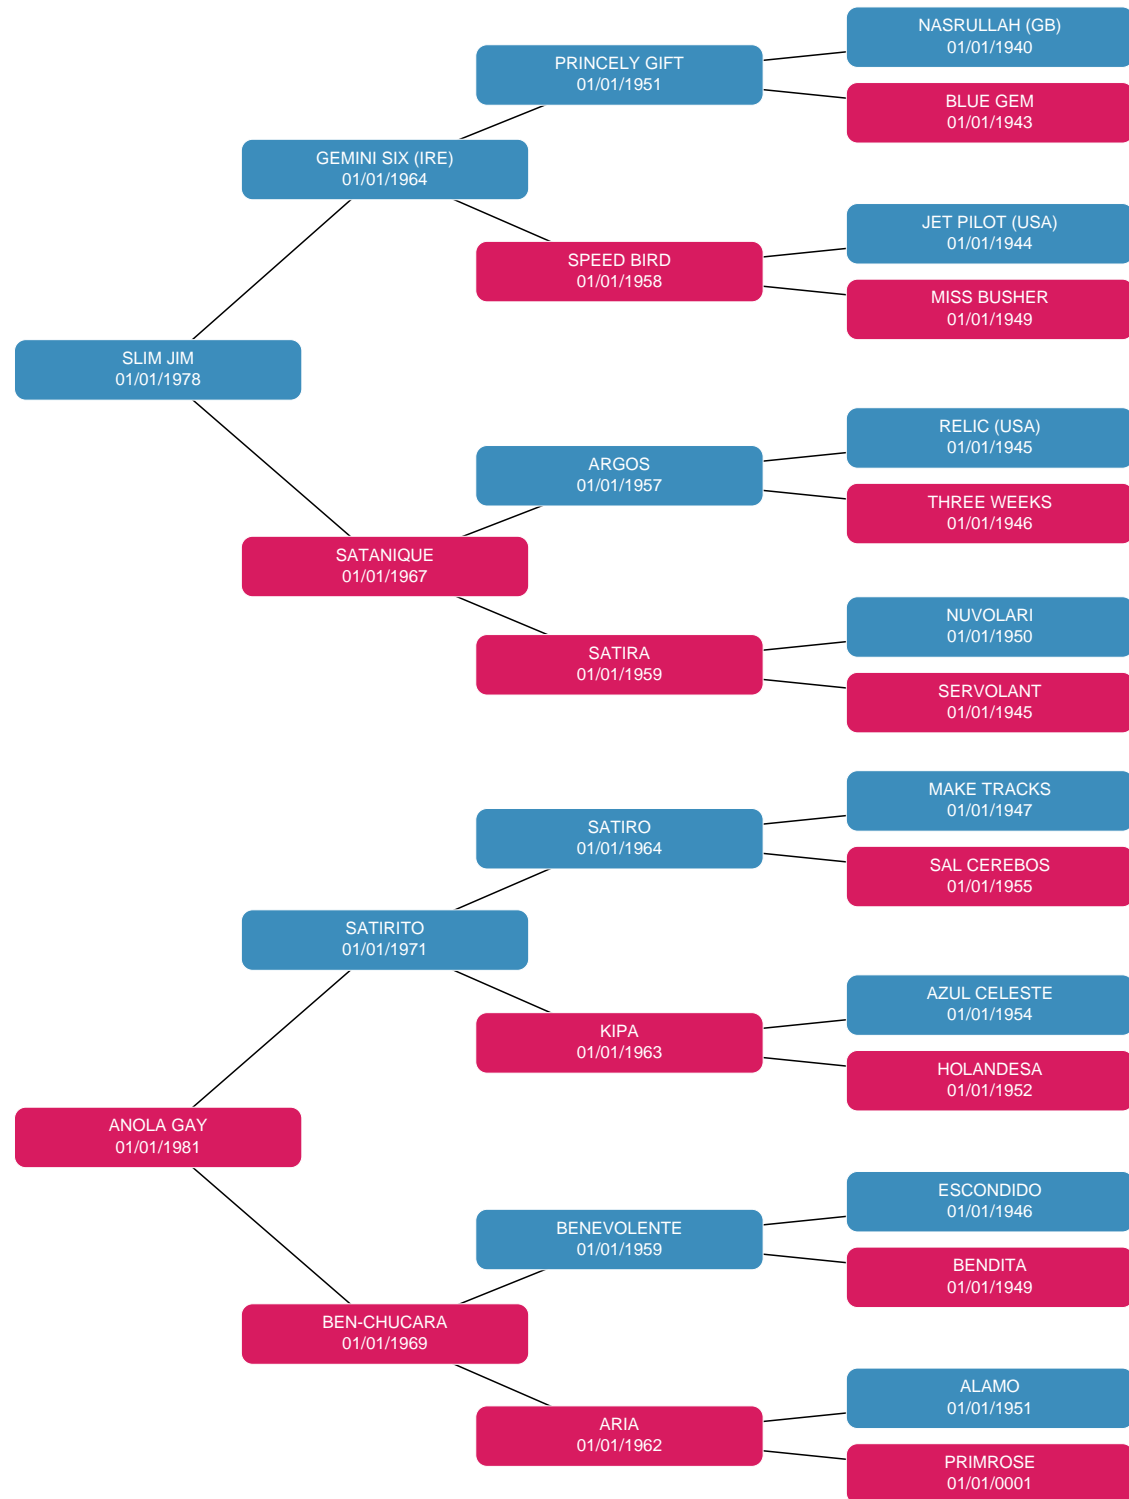 NASRULLAH (GB)
01/01/1940
PRINCELY GIFT
01/01/1951
BLUE GEM
01/01/1943
GEMINI SIX (IRE)
01/01/1964
JET PILOT (USA)
01/01/1944
SPEED BIRD
01/01/1958
MISS BUSHER
01/01/1949
SLIM JIM
01/01/1978
RELIC (USA)
01/01/1945
ARGOS
01/01/1957
THREE WEEKS
01/01/1946
SATANIQUE
01/01/1967
NUVOLARI
01/01/1950
SATIRA
01/01/1959
SERVOLANT
01/01/1945
MAKE TRACKS
01/01/1947
SATIRO
01/01/1964
SAL CEREBOS
01/01/1955
SATIRITO
01/01/1971
AZUL CELESTE
01/01/1954
KIPA
01/01/1963
HOLANDESA
01/01/1952
ANOLA GAY
01/01/1981
ESCONDIDO
01/01/1946
BENEVOLENTE
01/01/1959
BENDITA
01/01/1949
BEN-CHUCARA
01/01/1969
ALAMO
01/01/1951
ARIA
01/01/1962
PRIMROSE
01/01/0001